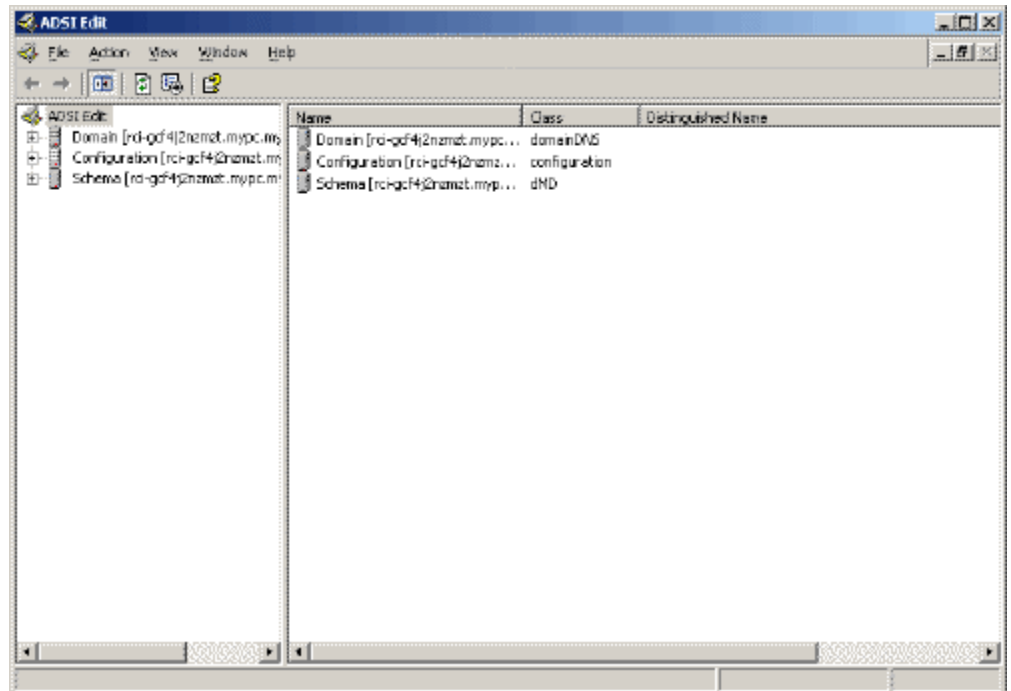 ADSI Edit
File Action View Window Help
ADSI Edit
Domain [rci-gcf4j2nzmzt.mypc.my
Configuration [rci-gcf4j2nzmzt.my
Schema [rci-gcf4j2nzmzt.mypc.m
Name Class Distinguished Name
Domain [rci-gcf4j2nzmzt.mypc... domainDNS
Configuration [rci-gcf4j2nzmz... configuration
Schema [rci-gcf4j2nzmzt.myp... dMD